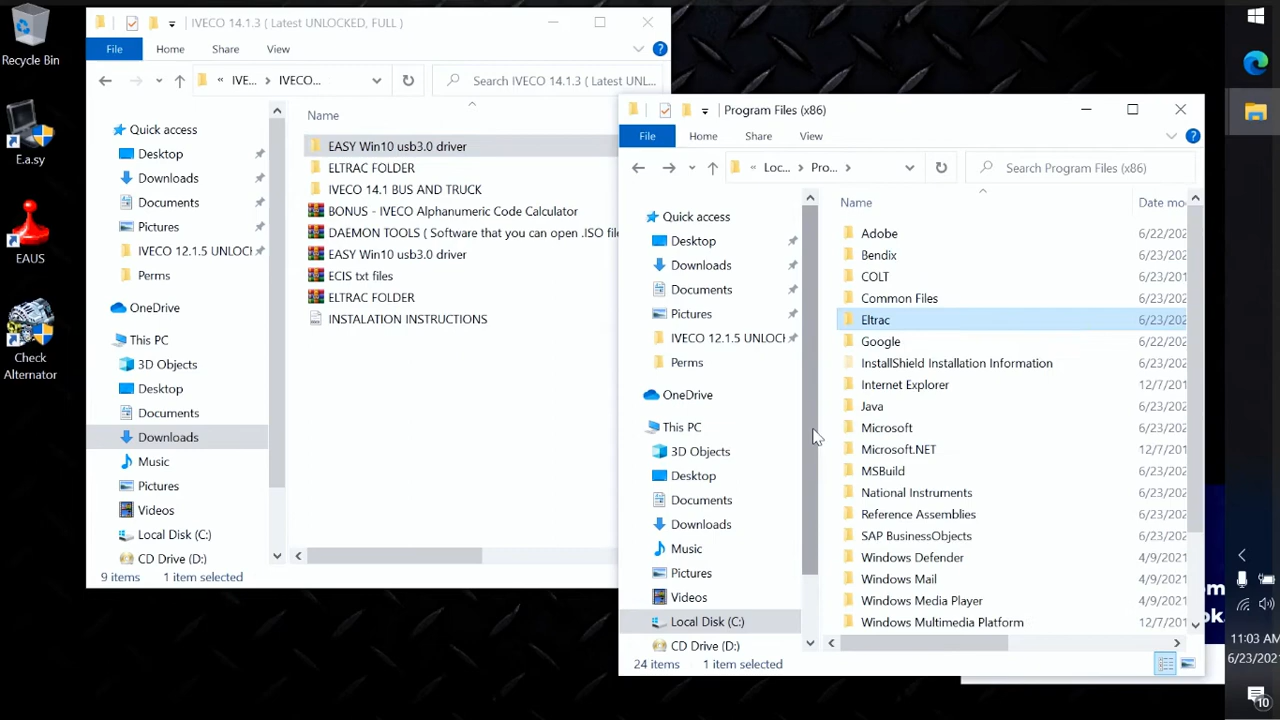 Recycle Bin
E.a.sy
EAUS
Check
Alternator
IVECO 14.1.3 ( Latest UNLOCKED, FULL )
File
Home
Share
View
IVE...
IVECO...
Search IVECO 14.1.3 ( Latest UNL...
Quick access
Desktop
Downloads
Documents
Pictures
IVECO 12.1.5 UNLOCK
Perms
OneDrive
This PC
3D Objects
Desktop
Documents
Downloads
Music
Pictures
Videos
Local Disk (C:)
CD Drive (D:)
Name
EASY Win10 usb3.0 driver
ELTRAC FOLDER
IVECO 14.1 BUS AND TRUCK
BONUS - IVECO Alphanumeric Code Calculator
DAEMON TOOLS ( Software that you can open .ISO file
EASY Win10 usb3.0 driver
ECIS txt files
ELTRAC FOLDER
INSTALATION INSTRUCTIONS
9 items
1 item selected
Program Files (x86)
File
Home
Share
View
Loc...
Pro...
Search Program Files (x86)
Quick access
Desktop
Downloads
Documents
Pictures
IVECO 12.1.5 UNLOCK
Perms
OneDrive
This PC
3D Objects
Desktop
Documents
Downloads
Music
Pictures
Videos
Local Disk (C:)
CD Drive (D:)
Name Date mo
Adobe 6/22/202
Bendix 6/23/202
COLT 6/23/201
Common Files 6/23/202
Eltrac 6/23/202
Google 6/22/202
InstallShield Installation Information 6/23/202
Internet Explorer 12/7/201
Java 6/23/202
Microsoft 6/23/202
Microsoft.NET 12/7/201
MSBuild 6/23/202
National Instruments 6/23/202
Reference Assemblies 6/23/202
SAP BusinessObjects 6/23/202
Windows Defender 4/9/2021
Windows Mail 4/9/2021
Windows Media Player 4/9/2021
Windows Multimedia Platform 12/7/201
24 items
1 item selected
11:03 AM
6/23/2021
10